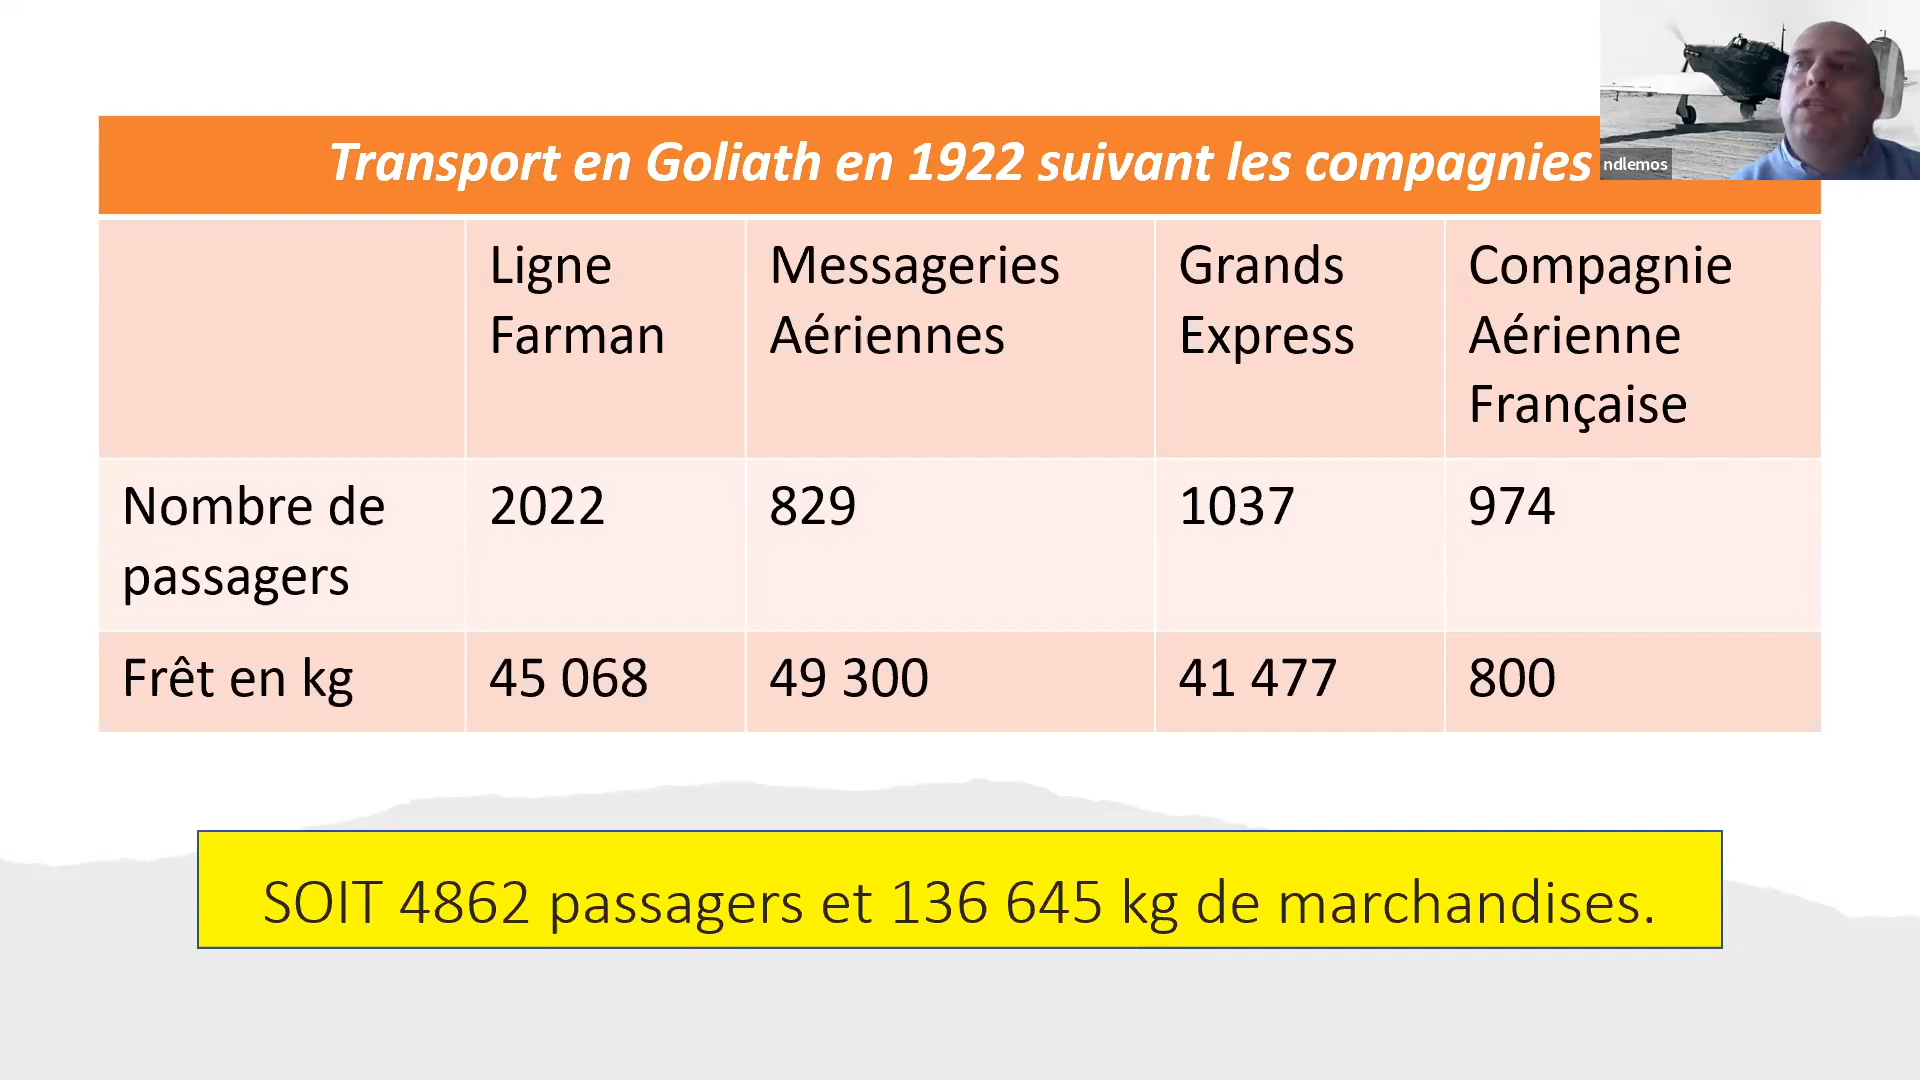 Transport en Goliath en 1922 suivant les compagnies
ndlemos
Ligne
Farman
Messageries
Aériennes
Grands
Express
Compagnie
Aérienne
Française
Nombre de
passagers
2022
829
1037
974
Frêt en kg
45 068
49 300
41 477
800
SOIT 4862 passagers et 136 645 kg de marchandises.